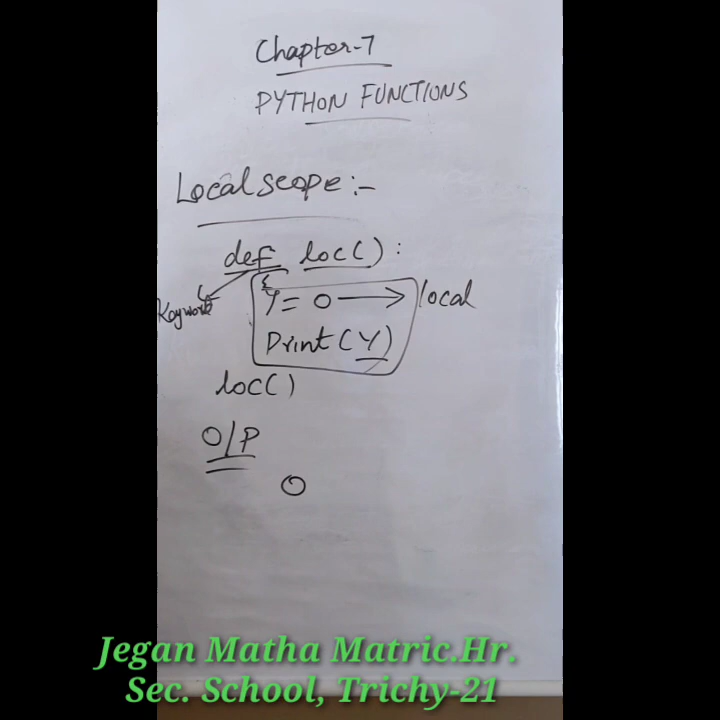 Chapter-7
PYTHON FUNCTIONS
Local scope:-
def loc():
Keyword
Y = 0 → local
Print(Y)
loc()
O/P
0
Jegan Matha Matric.Hr.
Sec. School, Trichy-21